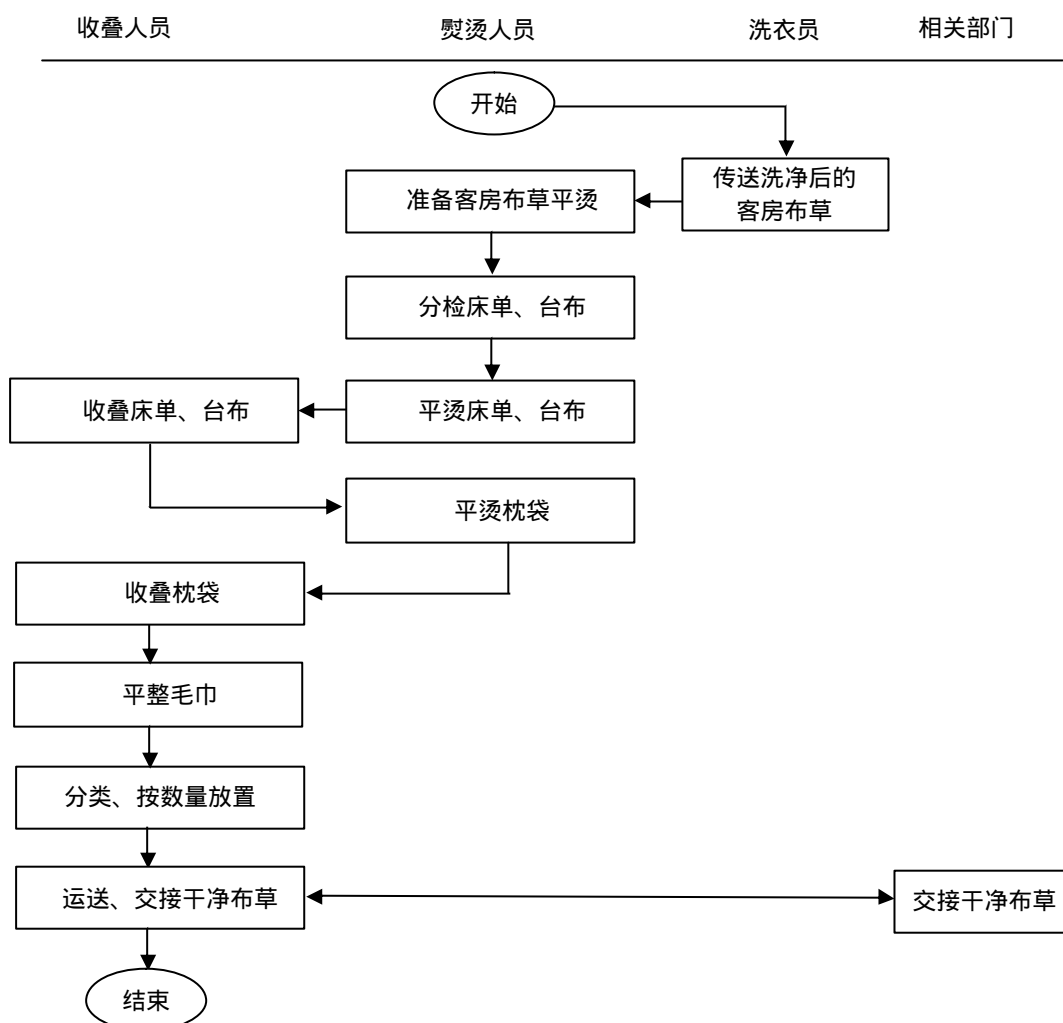 收叠人员 熨烫人员 洗衣员 相关部门
开始
传送洗净后的
客房布草
准备客房布草平烫
分检床单、台布
收叠床单、台布 平烫床单、台布
平烫枕袋
收叠枕袋
平整毛巾
分类、按数量放置
运送、交接干净布草 交接干净布草
结束